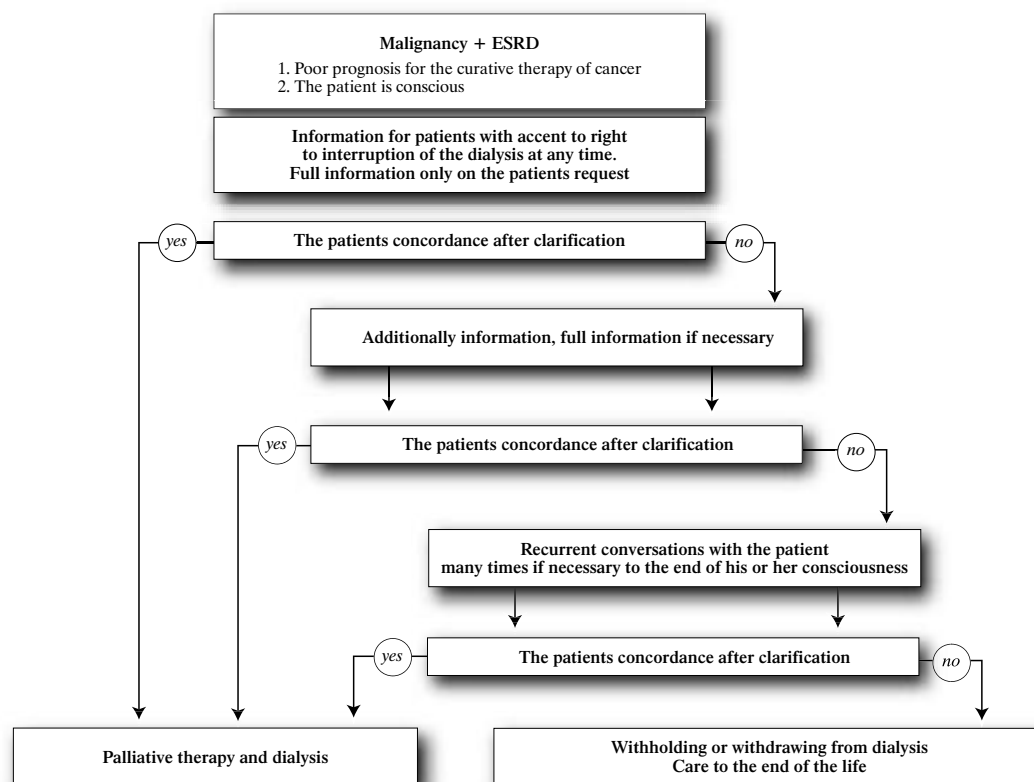 Malignancy + ESRD
1. Poor prognosis for the curative therapy of cancer
2. The patient is conscious
Information for patients with accent to right
to interruption of the dialysis at any time.
Full information only on the patients request
yes
The patients concordance after clarification
no
Additionally information, full information if necessary
yes
The patients concordance after clarification
no
Recurrent conversations with the patient
many times if necessary to the end of his or her consciousness
yes
The patients concordance after clarification
no
Palliative therapy and dialysis
Withholding or withdrawing from dialysis
Care to the end of the life